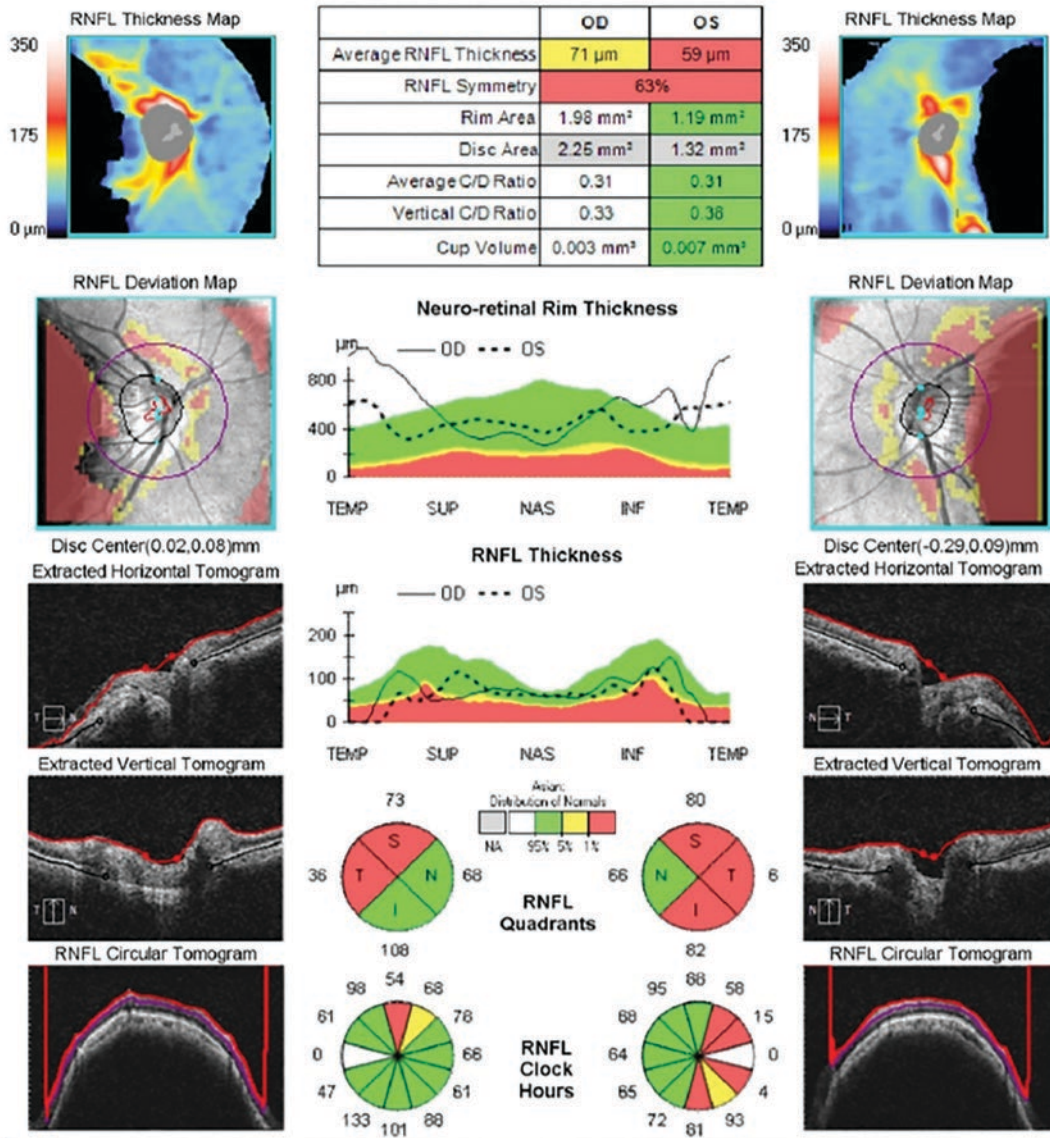 RNFL Thickness Map
350
175
0 µm
OD OS
Average RNFL Thickness 71 µm 59 µm
RNFL Symmetry 63%
Rim Area 1.98 mm² 1.19 mm²
Disc Area 2.25 mm² 1.32 mm²
Average C/D Ratio 0.31 0.31
Vertical C/D Ratio 0.33 0.38
Cup Volume 0.003 mm³ 0.007 mm³
RNFL Thickness Map
350
175
0 µm
RNFL Deviation Map
Disc Center(0.02,0.08)mm
Neuro-retinal Rim Thickness
µm OD OS
800
400
0
TEMP SUP NAS INF TEMP
RNFL Deviation Map
Disc Center(-0.29,0.09)mm
Extracted Horizontal Tomogram
T N
RNFL Thickness
µm OD OS
200
100
0
TEMP SUP NAS INF TEMP
Extracted Horizontal Tomogram
N T
Extracted Vertical Tomogram
T N
Asian:
Distribution of Normals
NA 95% 5% 1%
73
S
36 T N 68
I
108
RNFL
Quadrants
80
S
66 N T 6
I
82
Extracted Vertical Tomogram
N T
RNFL Circular Tomogram
54
98 68
61 78
0 66
47 61
133 88
101
RNFL
Clock
Hours
88
95 58
68 15
64 0
65 4
72 93
81
RNFL Circular Tomogram